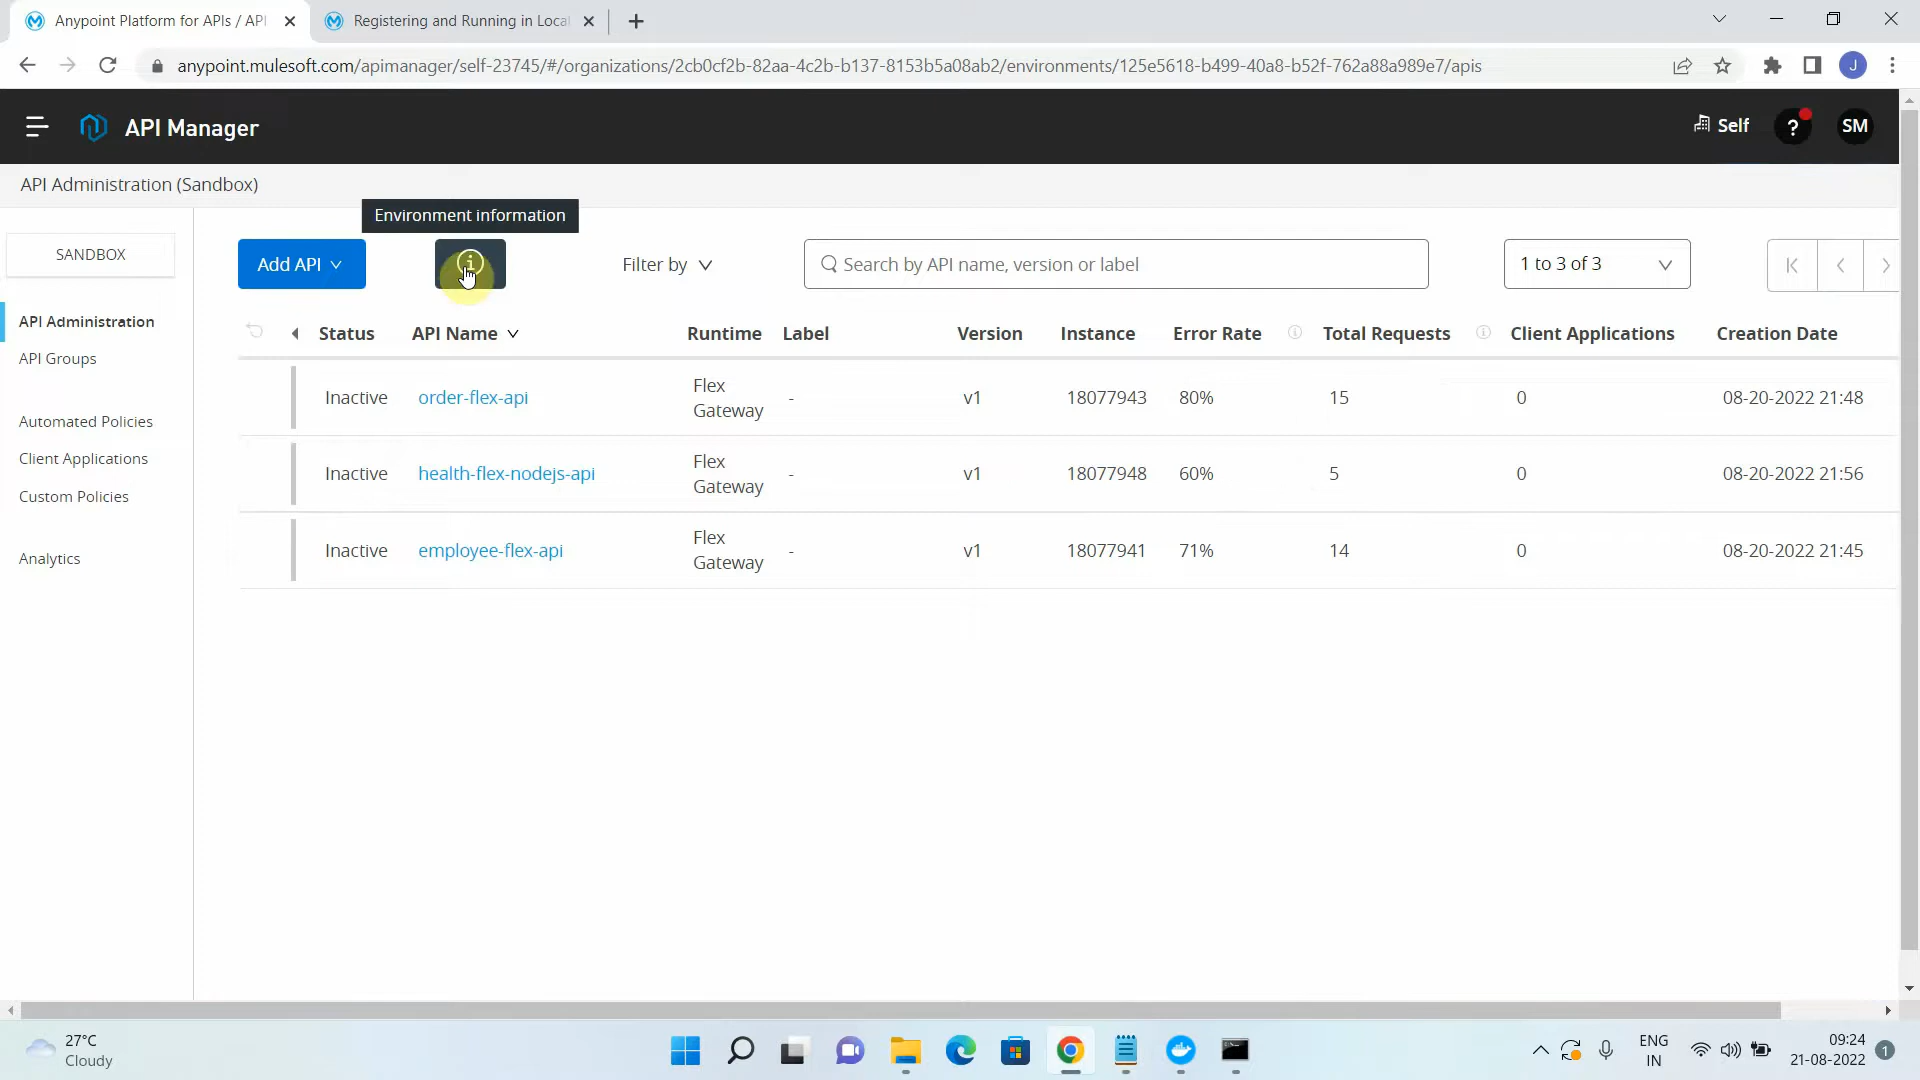 Anypoint Platform for APIs / API
Registering and Running in Loca
anypoint.mulesoft.com/apimanager/self-23745/#/organizations/2cb0cf2b-82aa-4c2b-b137-8153b5a08ab2/environments/125e5618-b499-40a8-b52f-762a88a989e7/apis
J
API Manager
Self
?
SM
API Administration (Sandbox)
Environment information
SANDBOX
Add API
Filter by
Search by API name, version or label
1 to 3 of 3
API Administration
API Groups
Automated Policies
Client Applications
Custom Policies
Analytics
Status API Name Runtime Label Version Instance Error Rate Total Requests Client Applications Creation Date
Inactive order-flex-api Flex Gateway - v1 18077943 80% 15 0 08-20-2022 21:48
Inactive health-flex-nodejs-api Flex Gateway - v1 18077948 60% 5 0 08-20-2022 21:56
Inactive employee-flex-api Flex Gateway - v1 18077941 71% 14 0 08-20-2022 21:45
27°C
Cloudy
ENG
IN
09:24
21-08-2022
1